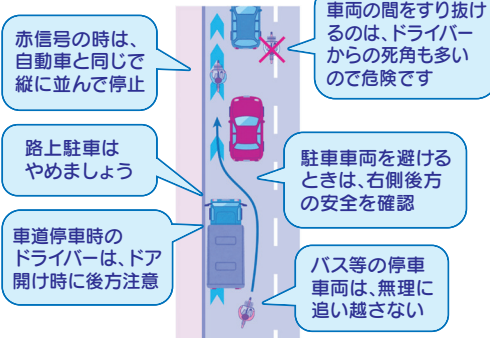 赤信号の時は、
自動車と同じで
縦に並んで停止
車両の間をすり抜け
るのは、ドライバー
からの死角も多い
ので危険です
路上駐車は
やめましょう
駐車車両を避ける
ときは、右側後方
の安全を確認
車道停車時の
ドライバーは、ドア
開け時に後方注意
バス等の停車
車両は、無理に
追い越さない